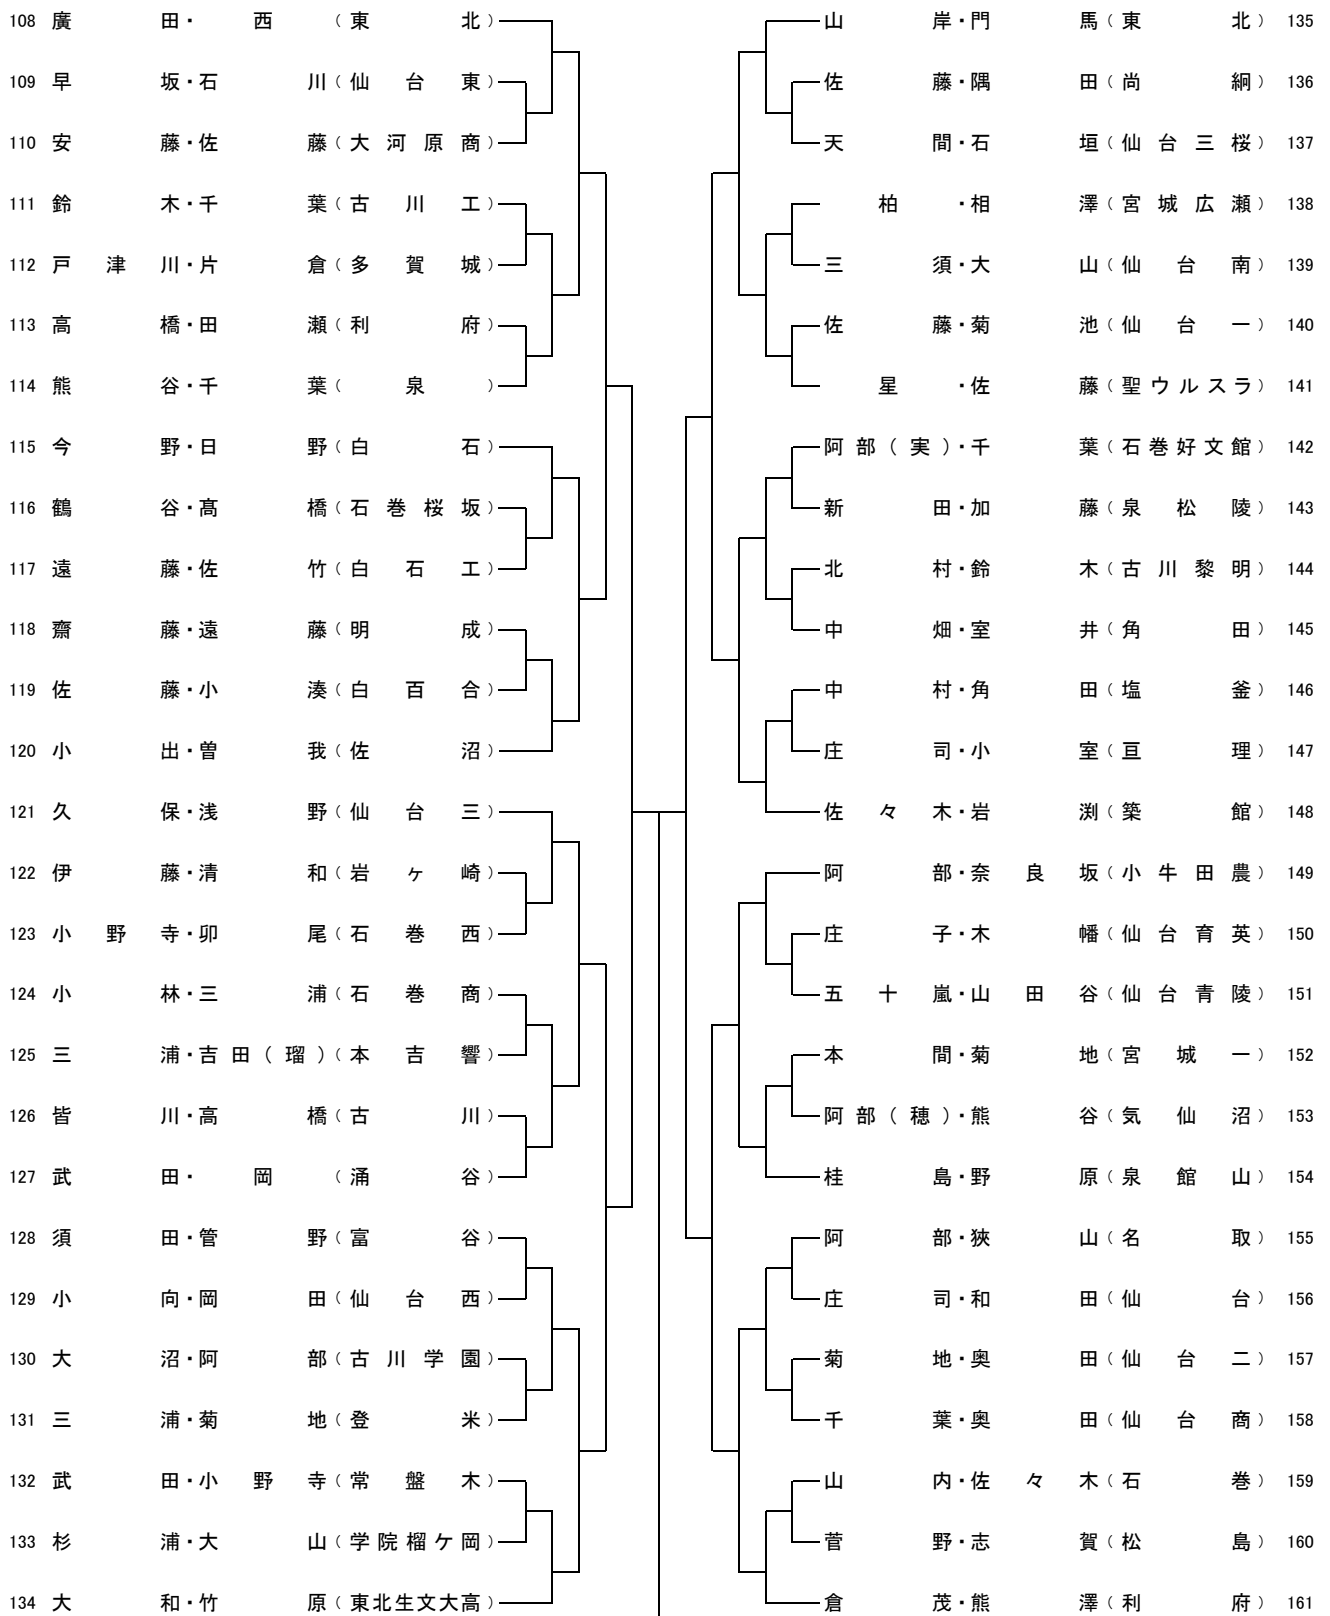 108 廣田・西（東北）
109 早坂・石川（仙台東）
110 安藤・佐藤（大河原商）
111 鈴木・千葉（古川工）
112 戸津川・片倉（多賀城）
113 高橋・田瀬（利府）
114 熊谷・千葉（泉）
115 今野・日野（白石）
116 鶴谷・髙橋（石巻桜坂）
117 遠藤・佐竹（白石工）
118 齋藤・遠藤（明成）
119 佐藤・小湊（白百合）
120 小出・曽我（佐沼）
121 久保・浅野（仙台三）
122 伊藤・清和（岩ヶ崎）
123 小野寺・卯尾（石巻西）
124 小林・三浦（石巻商）
125 三浦・吉田（瑠）（本吉響）
126 皆川・高橋（古川）
127 武田・岡（涌谷）
128 須田・管野（富谷）
129 小向・岡田（仙台西）
130 大沼・阿部（古川学園）
131 三浦・菊地（登米）
132 武田・小野寺（常盤木）
133 杉浦・大山（学院榴ケ岡）
134 大和・竹原（東北生文大高）
山岸・門馬（東北） 135
佐藤・隅田（尚絅） 136
天間・石垣（仙台三桜） 137
柏・相澤（宮城広瀬） 138
三須・大山（仙台南） 139
佐藤・菊池（仙台一） 140
星・佐藤（聖ウルスラ） 141
阿部（実）・千葉（石巻好文館） 142
新田・加藤（泉松陵） 143
北村・鈴木（古川黎明） 144
中畑・室井（角田） 145
中村・角田（塩釜） 146
庄司・小室（亘理） 147
佐々木・岩渕（築館） 148
阿部・奈良坂（小牛田農） 149
庄子・木幡（仙台育英） 150
五十嵐・山田谷（仙台青陵） 151
本間・菊地（宮城一） 152
阿部（穂）・熊谷（気仙沼） 153
桂島・野原（泉館山） 154
阿部・狹山（名取） 155
庄司・和田（仙台） 156
菊地・奥田（仙台二） 157
千葉・奥田（仙台商） 158
山内・佐々木（石巻） 159
菅野・志賀（松島） 160
倉茂・熊澤（利府） 161